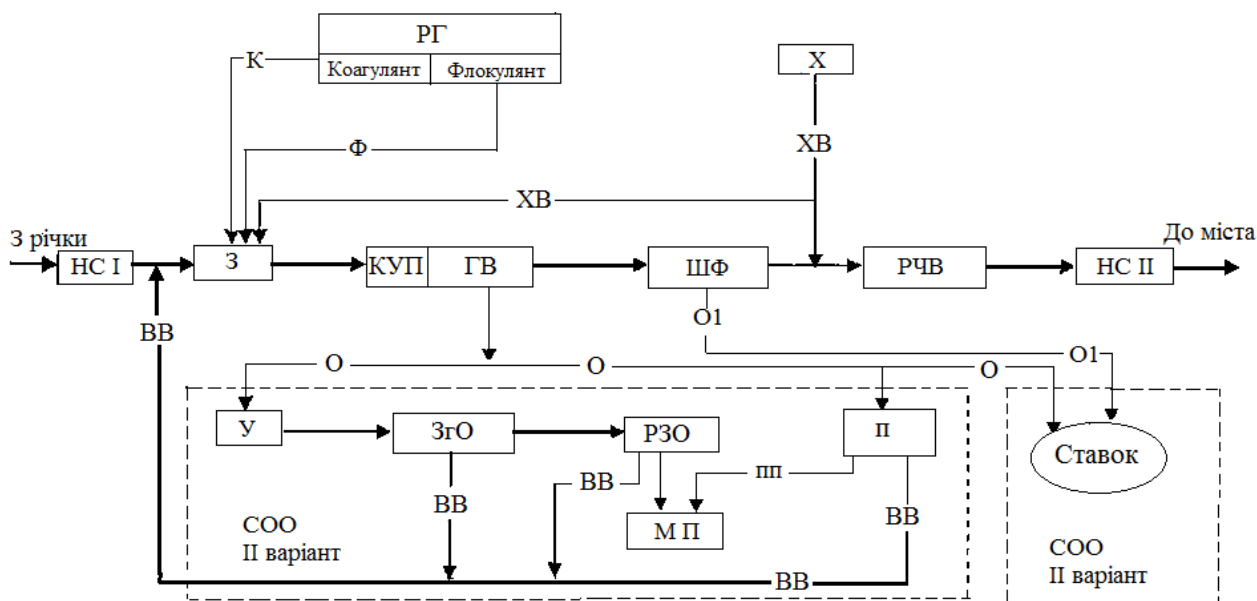 РГ
Коагулянт Флокулянт
К
Х
Ф
ХВ
ХВ
З річки
До міста
НС І
З
КУП ГВ
ШФ
РЧВ
НС ІІ
О1
ВВ
О
О
О
О1
У
ЗгО
РЗО
п
Ставок
ВВ
ВВ
пп
ВВ
М П
СОО
ІІ варіант
СОО
ІІ варіант
ВВ